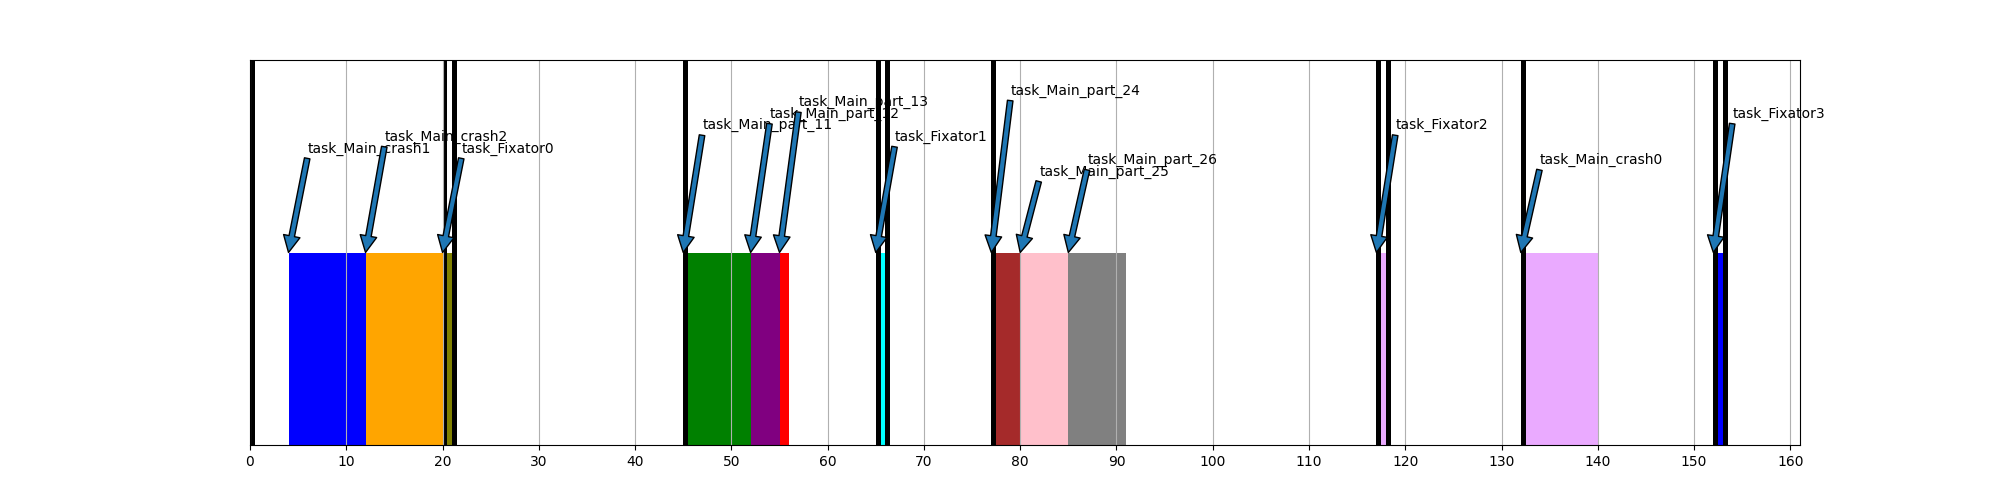 task_Main_part_24
task_Main_part_13
task_Main_part_12
task_Fixator3
task_Main_part_11
task_Fixator2
task_Main_crash2
task_Fixator1
task_Main_crash1
task_Fixator0
task_Main_part_26
task_Main_crash0
task_Main_part_25
0 10 20 30 40 50 60 70 80 90 100 110 120 130 140 150 160